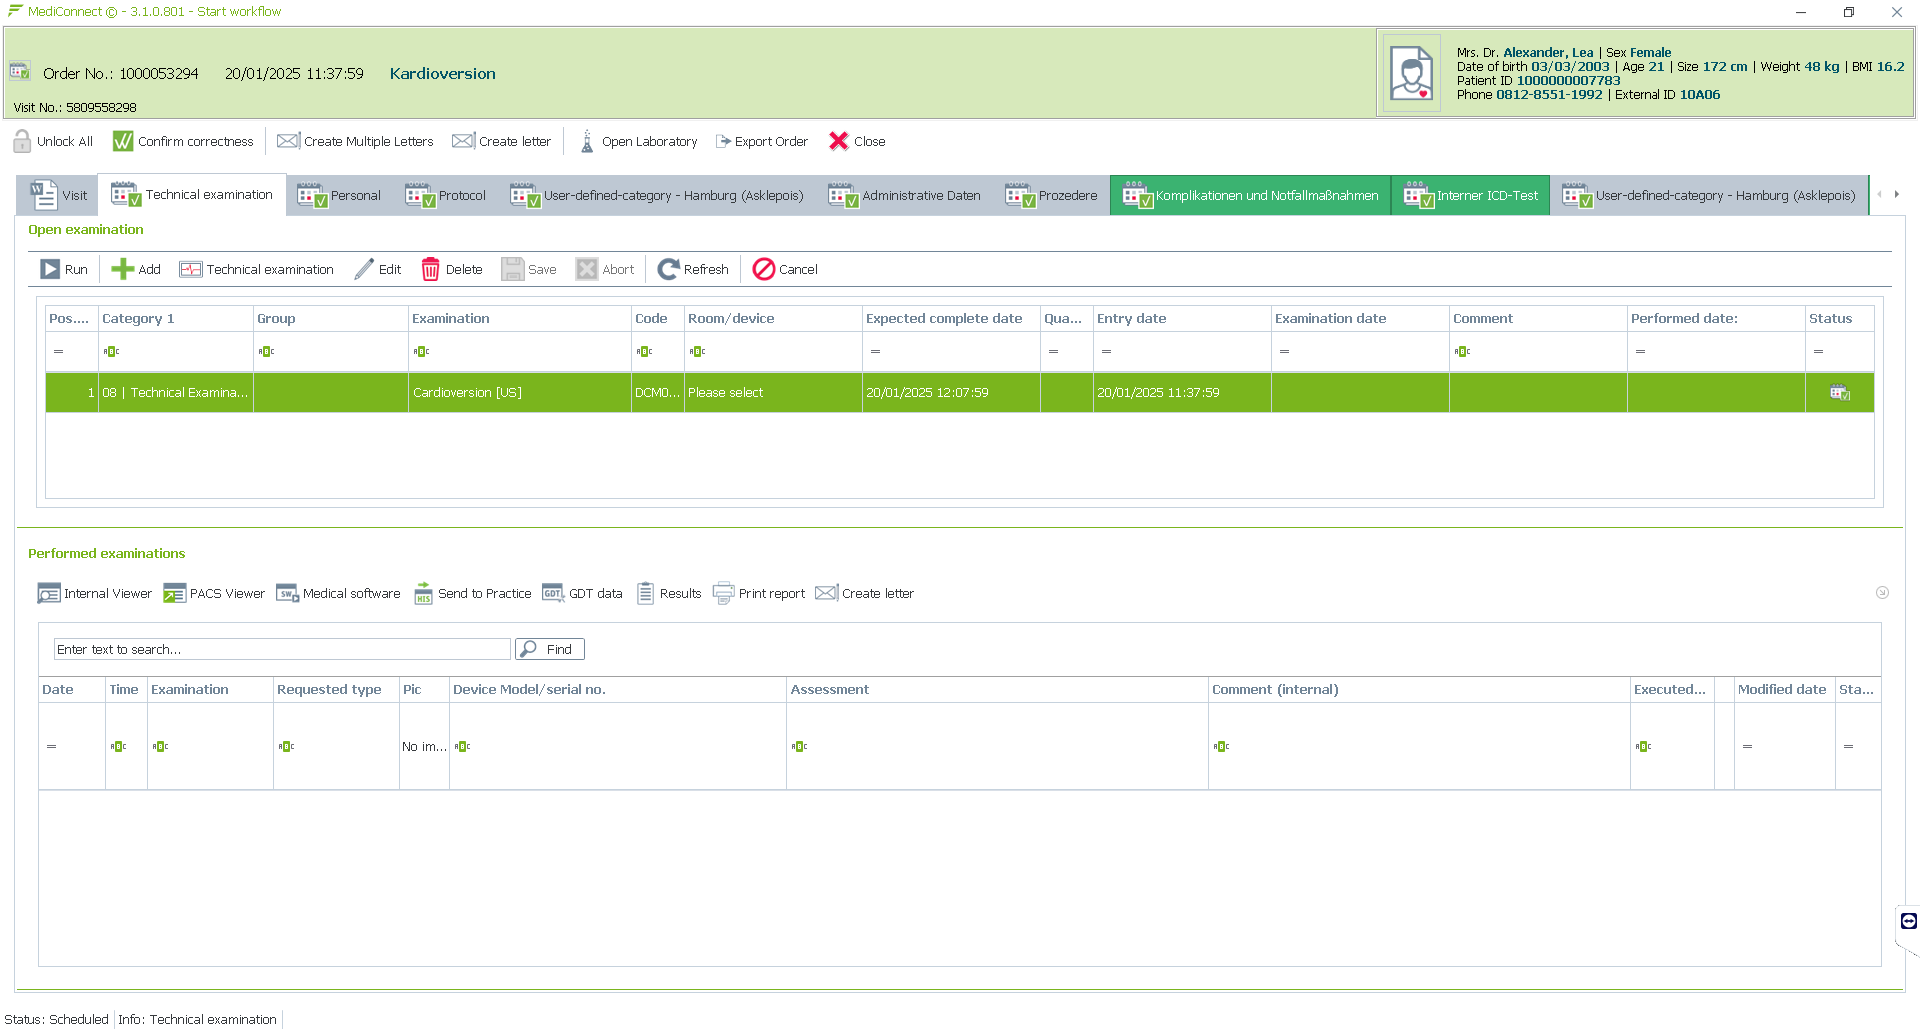 MediConnect © - 3.1.0.801 - Start workflow
Order No.: 1000053294 20/01/2025 11:37:59 Kardioversion
Visit No.: 5809558298
Mrs. Dr. Alexander, Lea | Sex Female
Date of birth 03/03/2003 | Age 21 | Size 172 cm | Weight 48 kg | BMI 16.2
Patient ID 1000000007783
Phone 0812-8551-1992 | External ID 10A06
Unlock All Confirm correctness Create Multiple Letters Create letter Open Laboratory Export Order Close
Visit Technical examination Personal Protocol User-defined-category - Hamburg (Asklepois) Administrative Daten Prozedere Komplikationen und Notfallmaßnahmen Interner ICD-Test User-defined-category - Hamburg (Asklepois)
Open examination
Run Add Technical examination Edit Delete Save Abort Refresh Cancel
Pos.... Category 1 Group Examination Code Room/device Expected complete date Qua... Entry date Examination date Comment Performed date: Status
1 08 | Technical Examina... Cardioversion [US] DCM0... Please select 20/01/2025 12:07:59 20/01/2025 11:37:59
Performed examinations
Internal Viewer PACS Viewer Medical software Send to Practice GDT data Results Print report Create letter
Enter text to search... Find
Date Time Examination Requested type Pic Device Model/serial no. Assessment Comment (internal) Executed... Modified date Sta...
No im...
Status: Scheduled Info: Technical examination